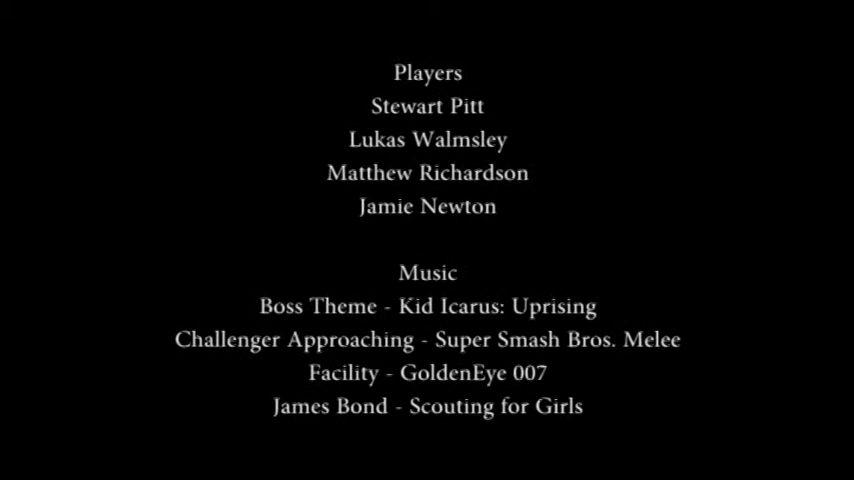 Players
Stewart Pitt
Lukas Walmsley
Matthew Richardson
Jamie Newton
Music
Boss Theme - Kid Icarus: Uprising
Challenger Approaching - Super Smash Bros. Melee
Facility - GoldenEye 007
James Bond - Scouting for Girls